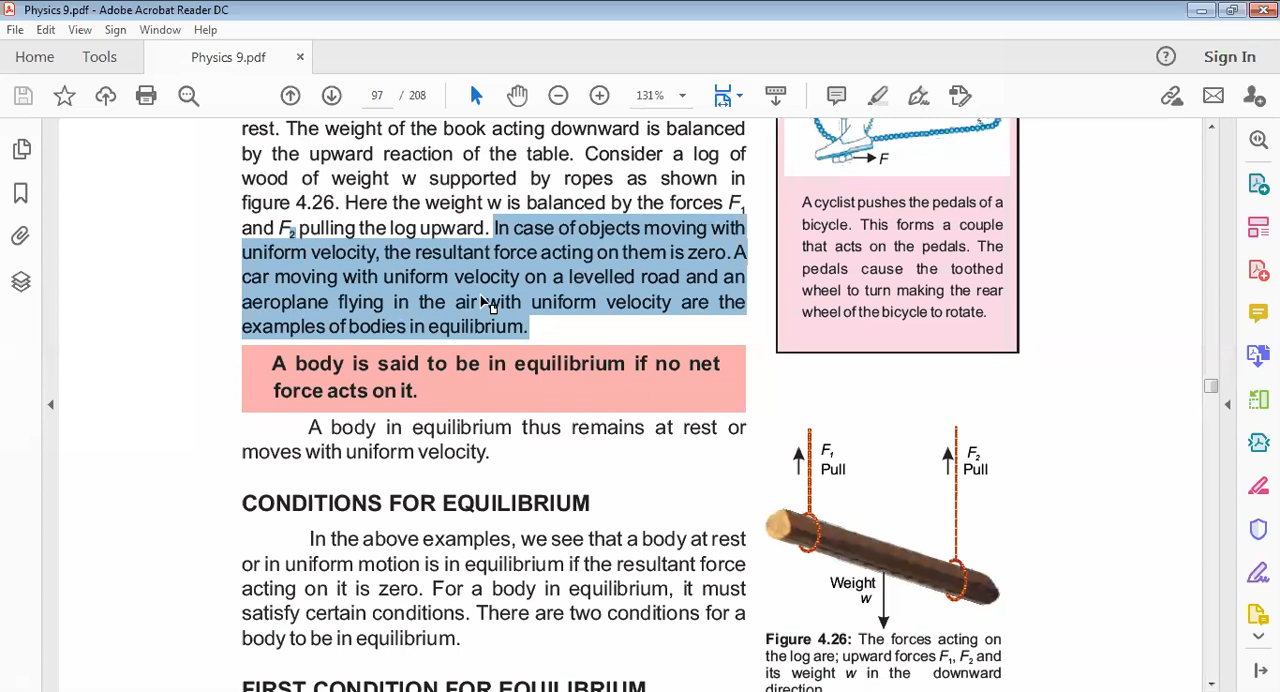 Physics 9.pdf - Adobe Acrobat Reader DC
File Edit View Sign Window Help
Home Tools Physics 9.pdf × ? Sign In
97 / 208 131%
rest. The weight of the book acting downward is balanced
by the upward reaction of the table. Consider a log of
wood of weight w supported by ropes as shown in
figure 4.26. Here the weight w is balanced by the forces F1
and F2 pulling the log upward. In case of objects moving with
uniform velocity, the resultant force acting on them is zero. A
car moving with uniform velocity on a levelled road and an
aeroplane flying in the air with uniform velocity are the
examples of bodies in equilibrium.
A body is said to be in equilibrium if no net
force acts on it.
A body in equilibrium thus remains at rest or
moves with uniform velocity.
CONDITIONS FOR EQUILIBRIUM
In the above examples, we see that a body at rest
or in uniform motion is in equilibrium if the resultant force
acting on it is zero. For a body in equilibrium, it must
satisfy certain conditions. There are two conditions for a
body to be in equilibrium.
FIRST CONDITION FOR EQUILIBRIUM
F
A cyclist pushes the pedals of a
bicycle. This forms a couple
that acts on the pedals. The
pedals cause the toothed
wheel to turn making the rear
wheel of the bicycle to rotate.
F1
Pull
F2
Pull
Weight
w
Figure 4.26: The forces acting on
the log are; upward forces F1, F2 and
its weight w in the downward
direction.